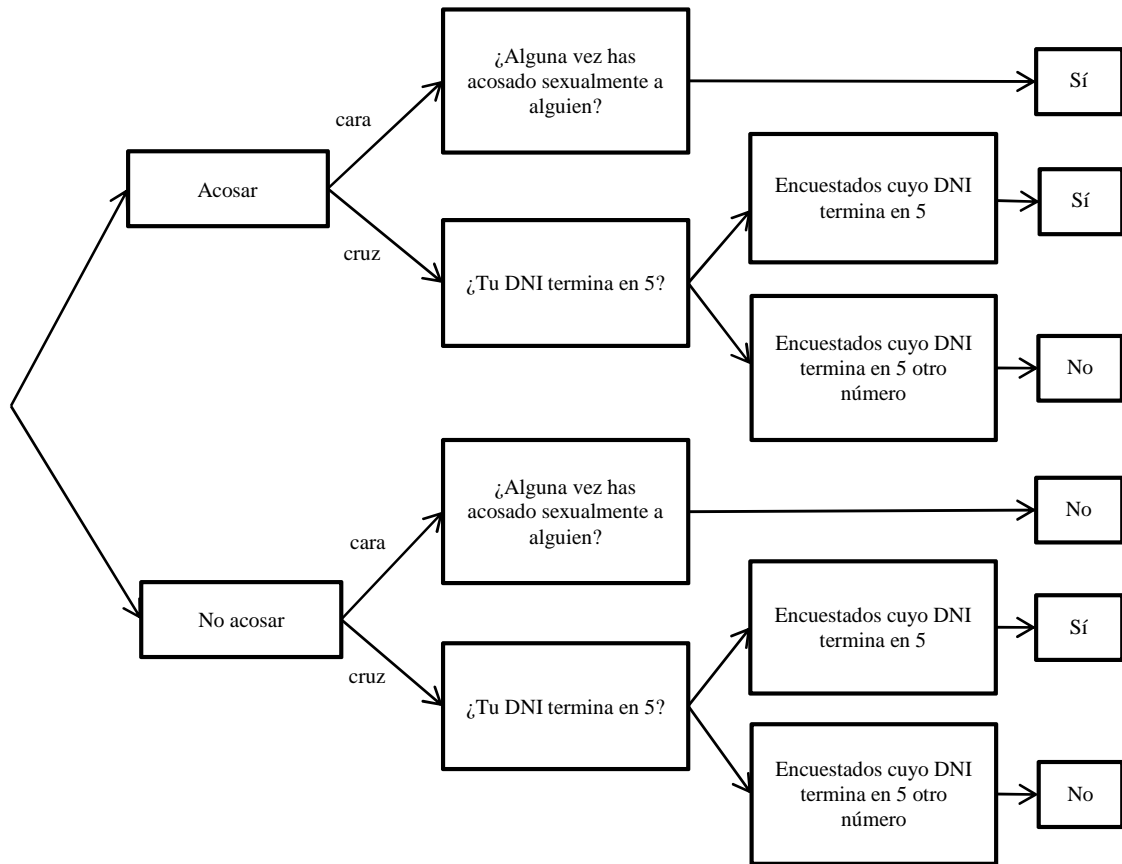 ¿Alguna vez has
acosado sexualmente a
alguien?
Sí
cara
Acosar
Encuestados cuyo DNI
termina en 5
Sí
cruz
¿Tu DNI termina en 5?
Encuestados cuyo DNI
termina en 5 otro
número
No
¿Alguna vez has
acosado sexualmente a
alguien?
No
cara
No acosar
Encuestados cuyo DNI
termina en 5
Sí
cruz
¿Tu DNI termina en 5?
Encuestados cuyo DNI
termina en 5 otro
número
No